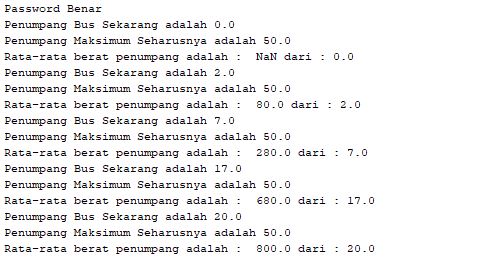 Password Benar
Penumpang Bus Sekarang adalah 0.0
Penumpang Maksimum Seharusnya adalah 50.0
Rata-rata berat penumpang adalah :  NaN dari : 0.0
Penumpang Bus Sekarang adalah 2.0
Penumpang Maksimum Seharusnya adalah 50.0
Rata-rata berat penumpang adalah :  80.0 dari : 2.0
Penumpang Bus Sekarang adalah 7.0
Penumpang Maksimum Seharusnya adalah 50.0
Rata-rata berat penumpang adalah :  280.0 dari : 7.0
Penumpang Bus Sekarang adalah 17.0
Penumpang Maksimum Seharusnya adalah 50.0
Rata-rata berat penumpang adalah :  680.0 dari : 17.0
Penumpang Bus Sekarang adalah 20.0
Penumpang Maksimum Seharusnya adalah 50.0
Rata-rata berat penumpang adalah :  800.0 dari : 20.0